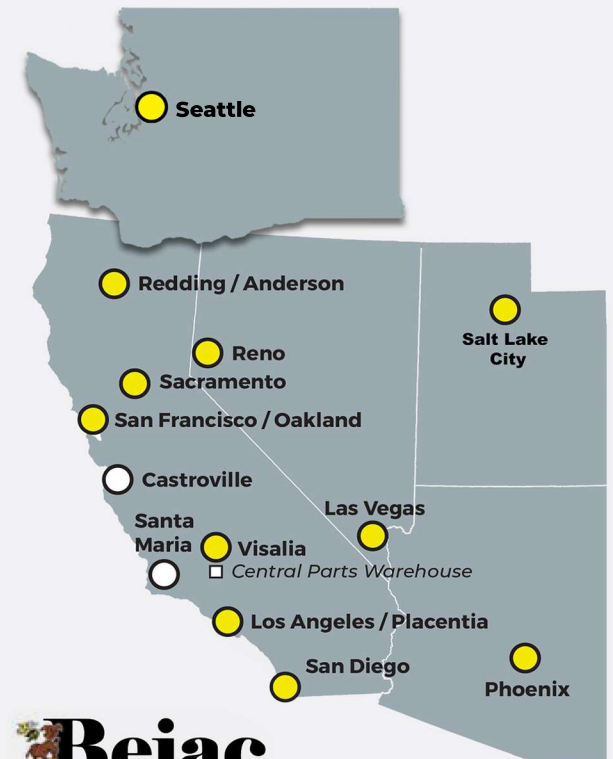 Seattle
Redding / Anderson
Salt Lake
City
Reno
Sacramento
San Francisco / Oakland
Castroville
Las Vegas
Santa
Maria
Visalia
Central Parts Warehouse
Los Angeles / Placentia
San Diego
Phoenix
Bejac